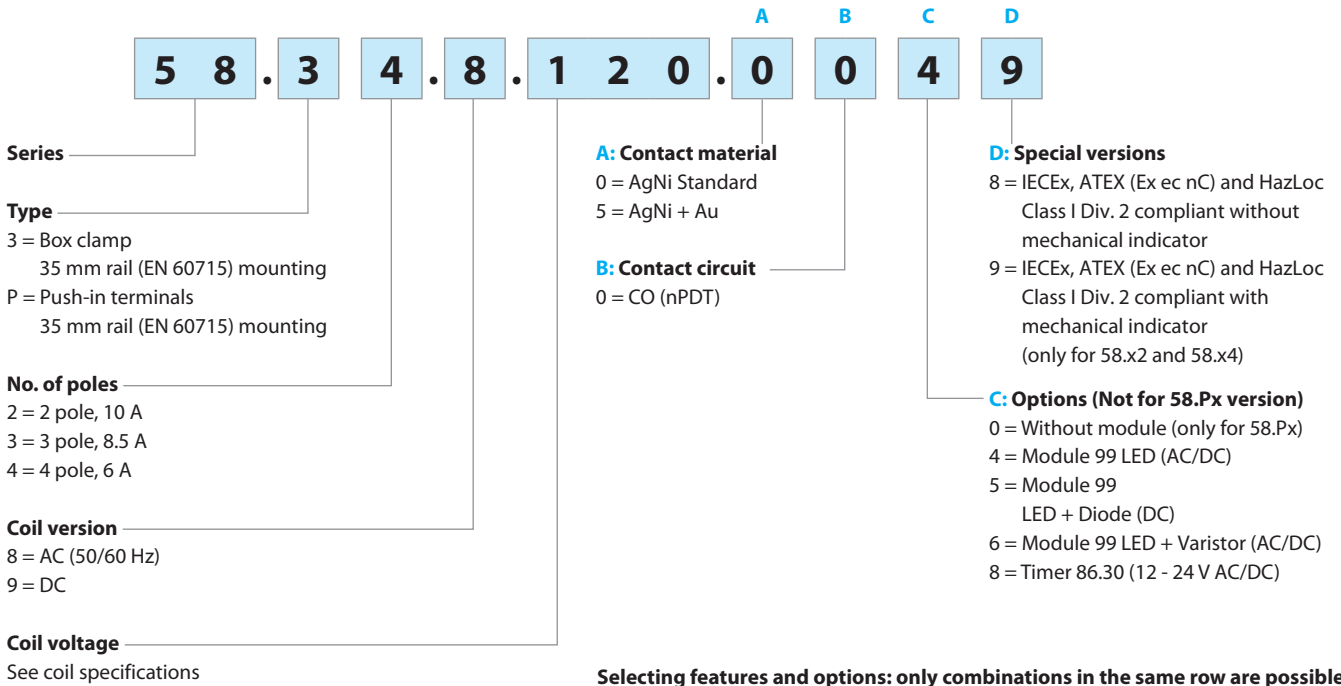 A B C D
5 8 . 3 4 . 8 . 1 2 0 . 0 0 4 9
Series
Type
3 = Box clamp
35 mm rail (EN 60715) mounting
P = Push-in terminals
35 mm rail (EN 60715) mounting
No. of poles
2 = 2 pole, 10 A
3 = 3 pole, 8.5 A
4 = 4 pole, 6 A
Coil version
8 = AC (50/60 Hz)
9 = DC
Coil voltage
See coil specifications
A: Contact material
0 = AgNi Standard
5 = AgNi + Au
B: Contact circuit
0 = CO (nPDT)
D: Special versions
8 = IECEx, ATEX (Ex ec nC) and HazLoc
Class I Div. 2 compliant without
mechanical indicator
9 = IECEx, ATEX (Ex ec nC) and HazLoc
Class I Div. 2 compliant with
mechanical indicator
(only for 58.x2 and 58.x4)
C: Options (Not for 58.Px version)
0 = Without module (only for 58.Px)
4 = Module 99 LED (AC/DC)
5 = Module 99
LED + Diode (DC)
6 = Module 99 LED + Varistor (AC/DC)
8 = Timer 86.30 (12 - 24 V AC/DC)
Selecting features and options: only combinations in the same row are possible